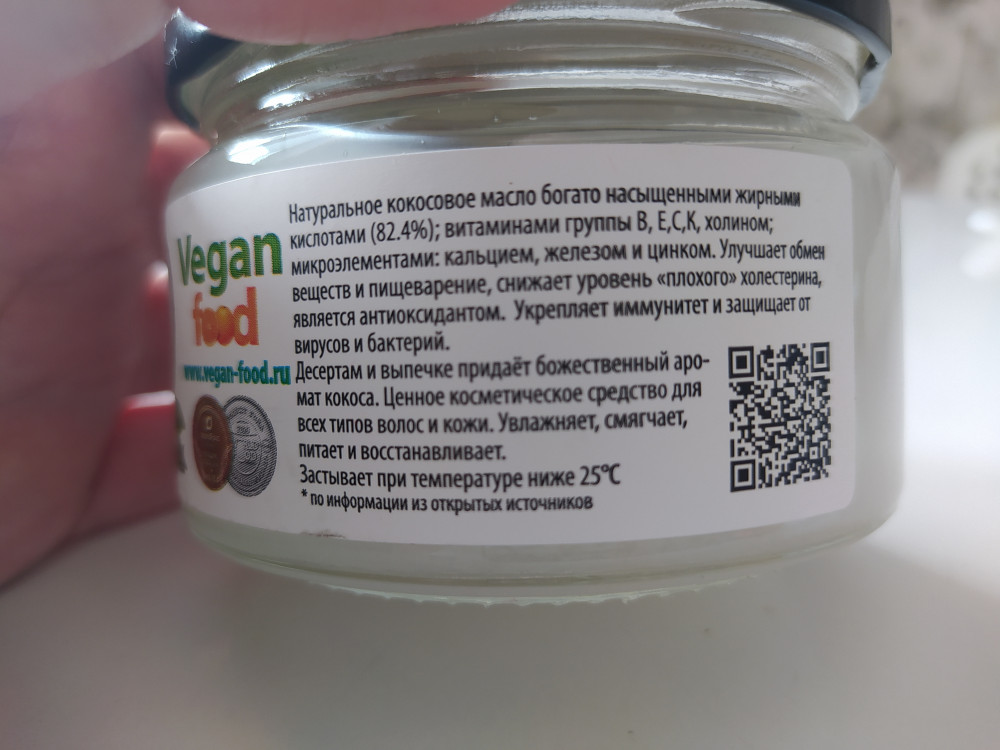 Vegan
food
www.vegan-food.ru
Натуральное кокосовое масло богато насыщенными жирными
кислотами (82.4%); витаминами группы В, Е,С,К, холином;
микроэлементами: кальцием, железом и цинком. Улучшает обмен
веществ и пищеварение, снижает уровень «плохого» холестерина,
является антиоксидантом. Укрепляет иммунитет и защищает от
вирусов и бактерий.
Десертам и выпечке придаёт божественный аро-
мат кокоса. Ценное косметическое средство для
всех типов волос и кожи. Увлажняет, смягчает,
питает и восстанавливает.
Застывает при температуре ниже 25°С
* по информации из открытых источников